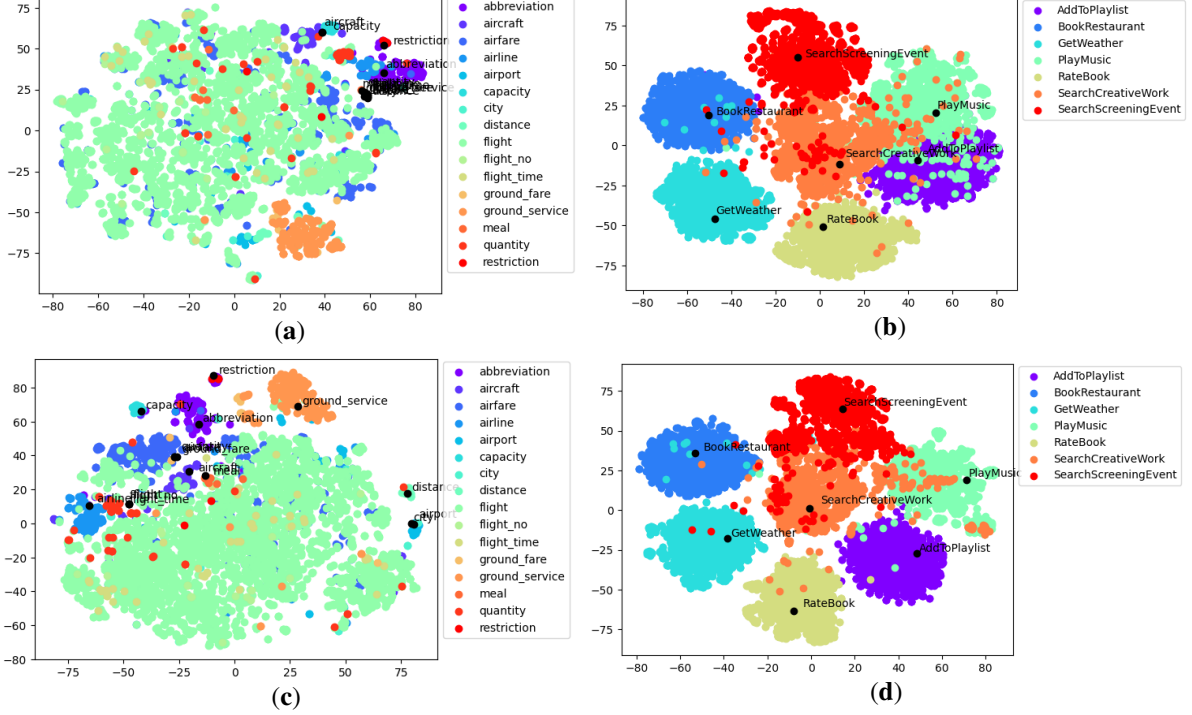 75
50
25
0
−25
−50
−75
−80 −60 −40 −20 0 20 40 60 80
aircraft
capacity
restriction
abbreviation
abbreviation
aircraft
airfare
airline
airport
capacity
city
distance
flight
flight_no
flight_time
ground_fare
ground_service
meal
quantity
restriction
(a)
75
50
25
0
−25
−50
−75
−80 −60 −40 −20 0 20 40 60 80
SearchScreeningEvent
BookRestaurant
PlayMusic
SearchCreativeWork
AddToPlaylist
GetWeather
RateBook
AddToPlaylist
BookRestaurant
GetWeather
PlayMusic
RateBook
SearchCreativeWork
SearchScreeningEvent
(b)
80
60
40
20
0
−20
−40
−60
−80
−75 −50 −25 0 25 50 75
restriction
capacity
ground_service
abbreviation
ground_fare
aircraft
meal
airline
flight_no
flight_time
distance
airport
city
abbreviation
aircraft
airfare
airline
airport
capacity
city
distance
flight
flight_no
flight_time
ground_fare
ground_service
meal
quantity
restriction
(c)
75
50
25
0
−25
−50
−75
−80 −60 −40 −20 0 20 40 60 80
SearchScreeningEvent
BookRestaurant
PlayMusic
SearchCreativeWork
GetWeather
AddToPlaylist
RateBook
AddToPlaylist
BookRestaurant
GetWeather
PlayMusic
RateBook
SearchCreativeWork
SearchScreeningEvent
(d)